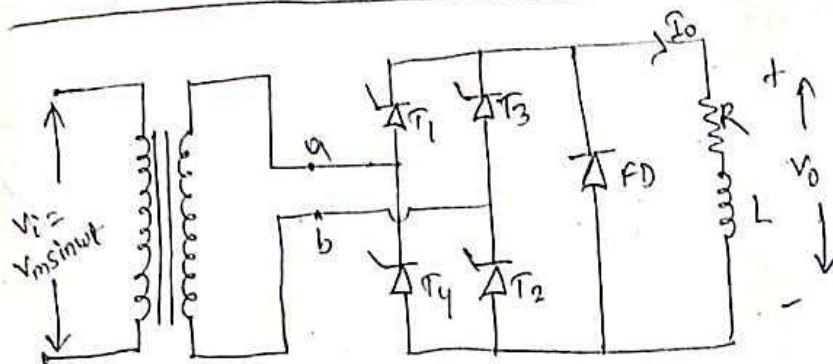 I0
T1
T3
+
a
R
Vi =
Vm sinwt
FD
V0
b
L
T4
T2
-